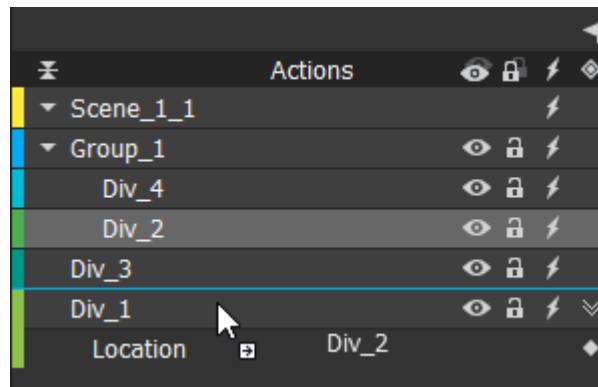 Actions
Scene_1_1
Group_1
Div_4
Div_2
Div_3
Div_1
Location Div_2